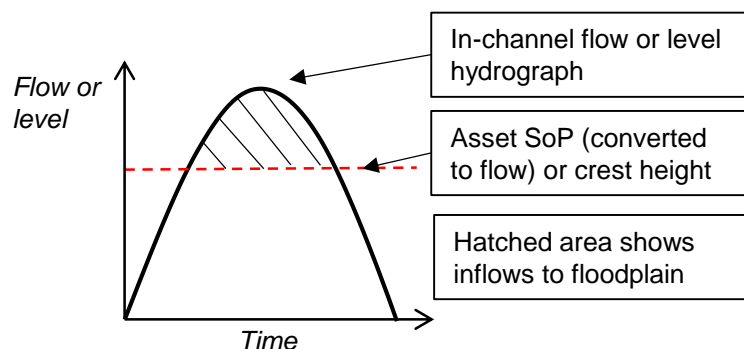 Flow or
level
In-channel flow or level
hydrograph
Asset SoP (converted
to flow) or crest height
Hatched area shows
inflows to floodplain
Time